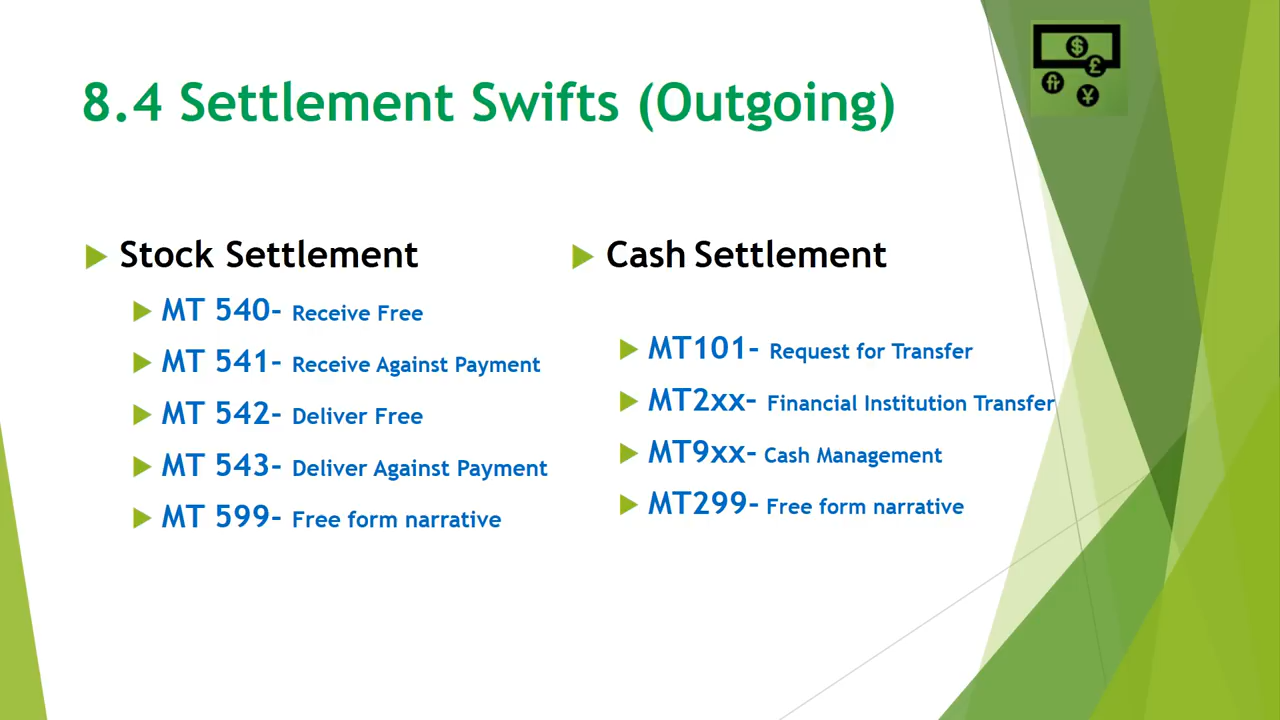 8.4 Settlement Swifts (Outgoing)
Stock Settlement
MT 540- Receive Free
MT 541- Receive Against Payment
MT 542- Deliver Free
MT 543- Deliver Against Payment
MT 599- Free form narrative
Cash Settlement
MT101- Request for Transfer
MT2xx- Financial Institution Transfer
MT9xx- Cash Management
MT299- Free form narrative